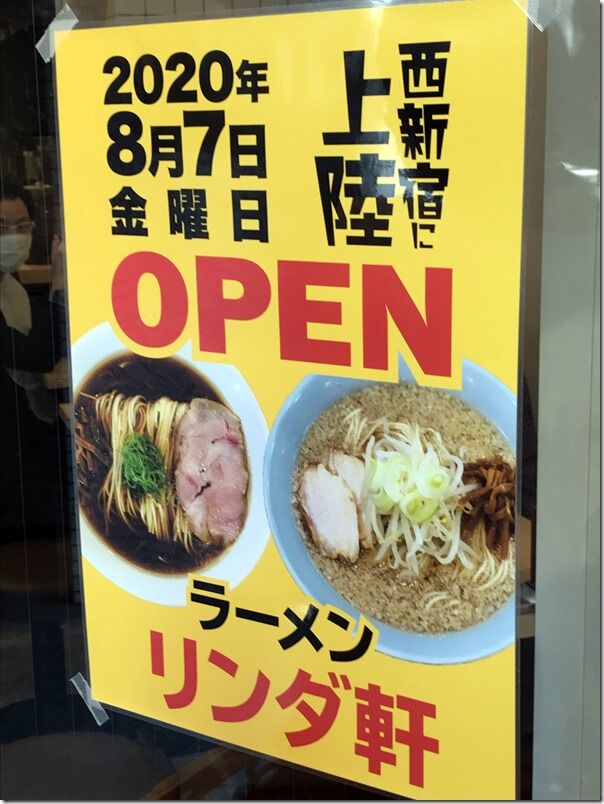 西新宿に
上陸
2020年
8月7日
金曜日
OPEN
ラーメン
リンダ軒